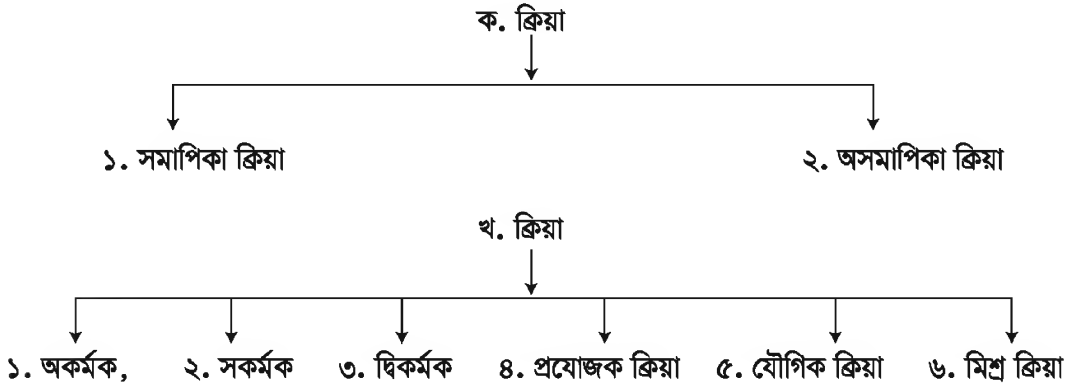 ক. ক্রিয়া
১. সমাপিকা ক্রিয়া ২. অসমাপিকা ক্রিয়া
খ. ক্রিয়া
১. অকর্মক, ২. সকর্মক ৩. দ্বিকর্মক ৪. প্রযোজক ক্রিয়া ৫. যৌগিক ক্রিয়া ৬. মিশ্র ক্রিয়া